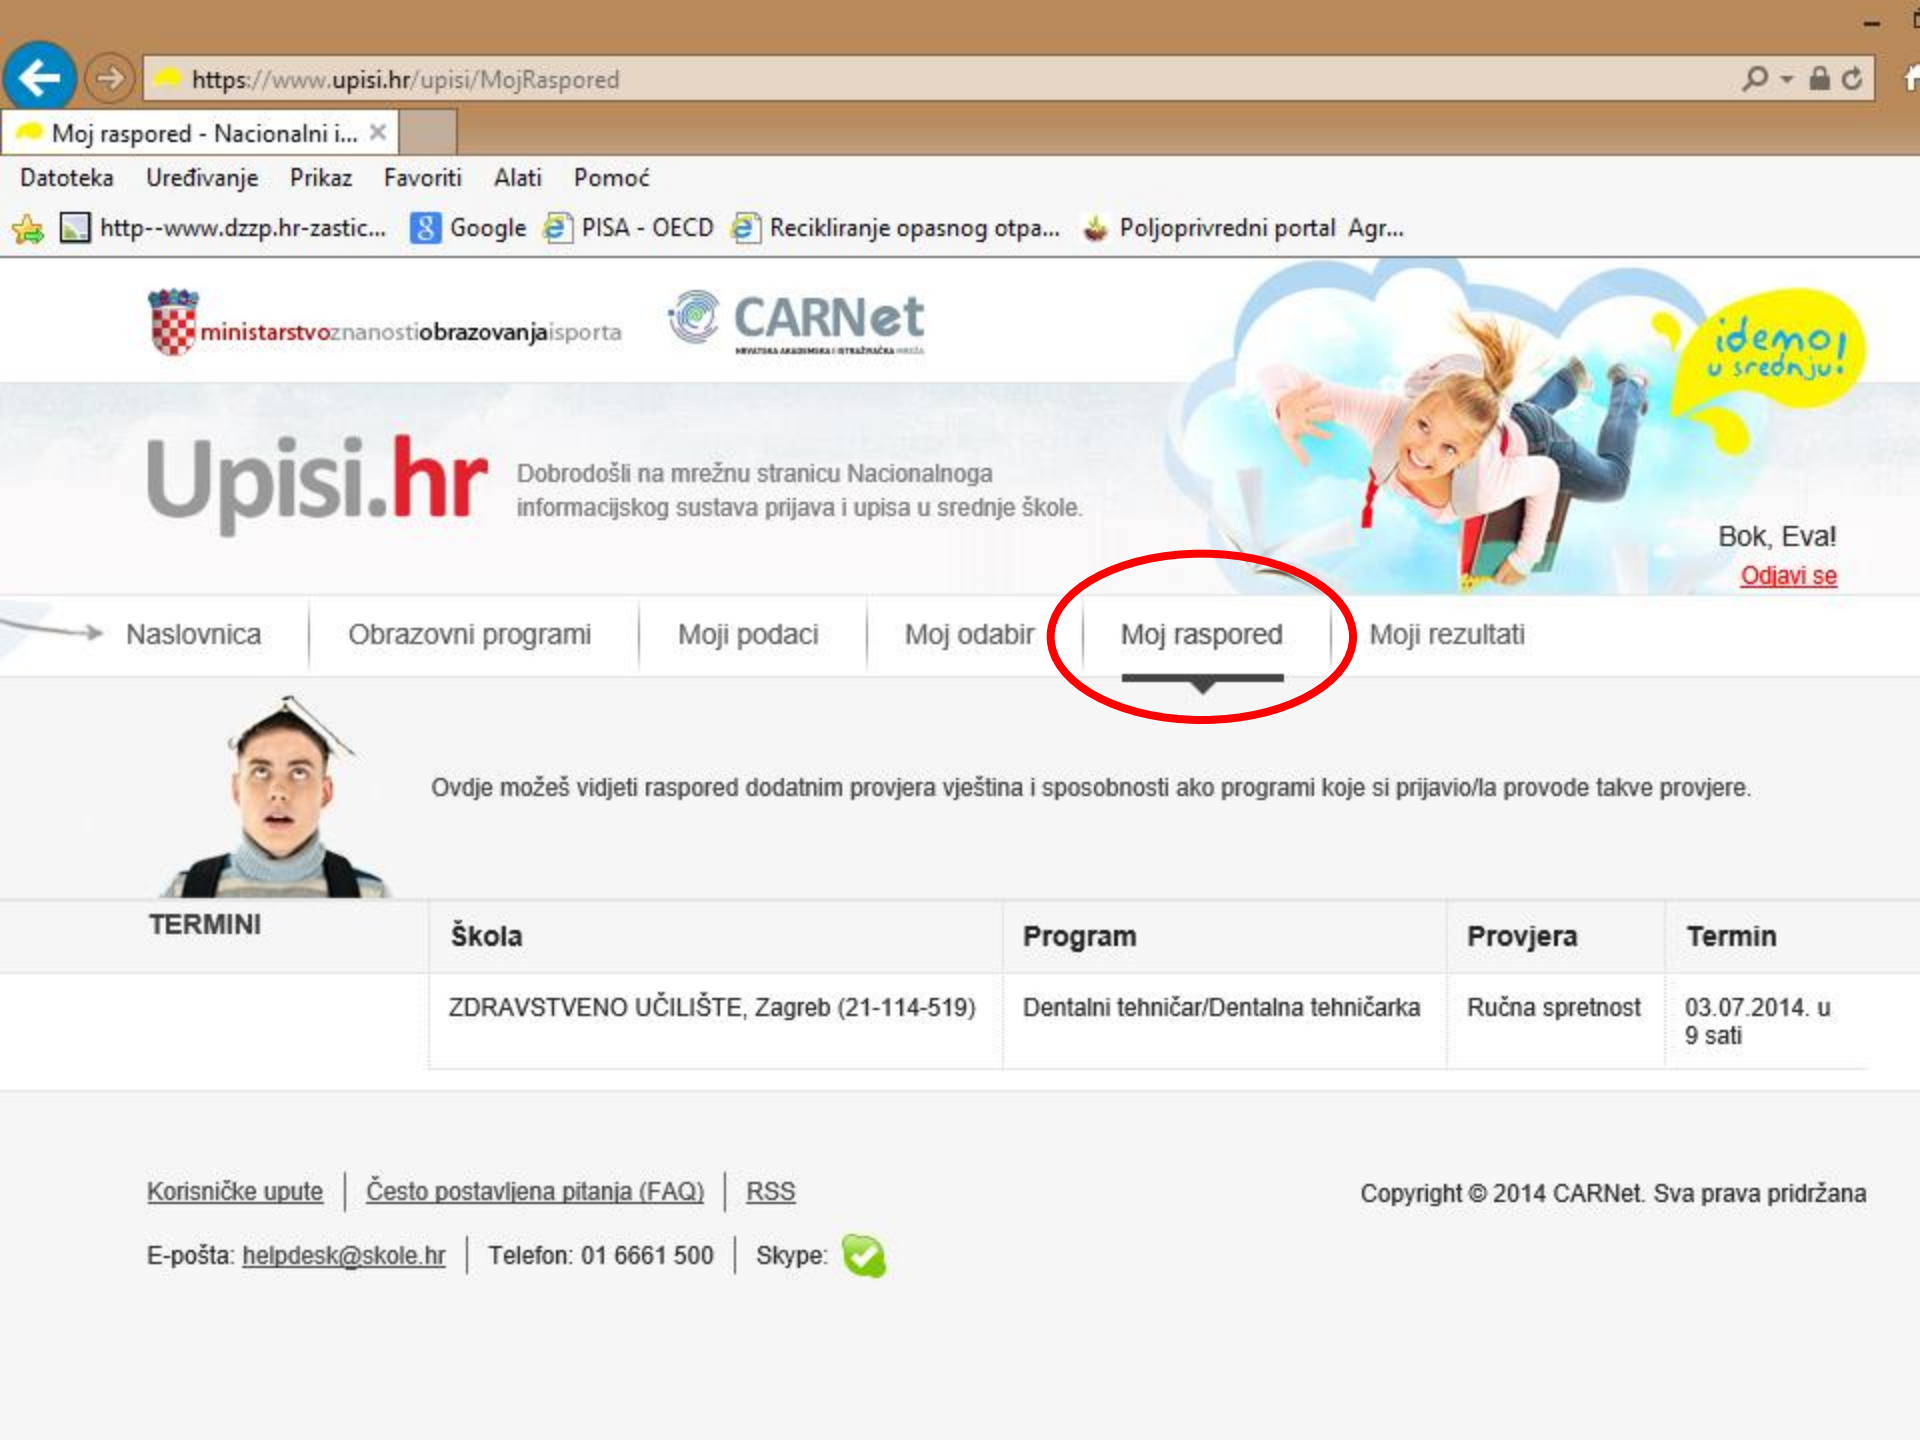 https://www.upisi.hr/upisi/MojRaspored
Moj raspored - Nacionalni i...
Datoteka Uređivanje Prikaz Favoriti Alati Pomoć
http--www.dzzp.hr-zastic... Google PISA - OECD Recikliranje opasnog otpa... Poljoprivredni portal Agr...
ministarstvoznanostiobrazovanjaisporta
CARNet
HRVATSKA AKADEMSKA I ISTRAŽIVAČKA MREŽA
idemo!
u srednju!
Upisi.hr
Dobrodošli na mrežnu stranicu Nacionalnoga
informacijskog sustava prijava i upisa u srednje škole.
Bok, Eva!
Odjavi se
Naslovnica Obrazovni programi Moji podaci Moj odabir Moj raspored Moji rezultati
Ovdje možeš vidjeti raspored dodatnim provjera vještina i sposobnosti ako programi koje si prijavio/la provode takve provjere.
TERMINI Škola Program Provjera Termin
ZDRAVSTVENO UČILIŠTE, Zagreb (21-114-519) Dentalni tehničar/Dentalna tehničarka Ručna spretnost 03.07.2014. u
9 sati
Korisničke upute Često postavljena pitanja (FAQ) RSS
Copyright © 2014 CARNet. Sva prava pridržana
E-pošta: helpdesk@skole.hr Telefon: 01 6661 500 Skype: